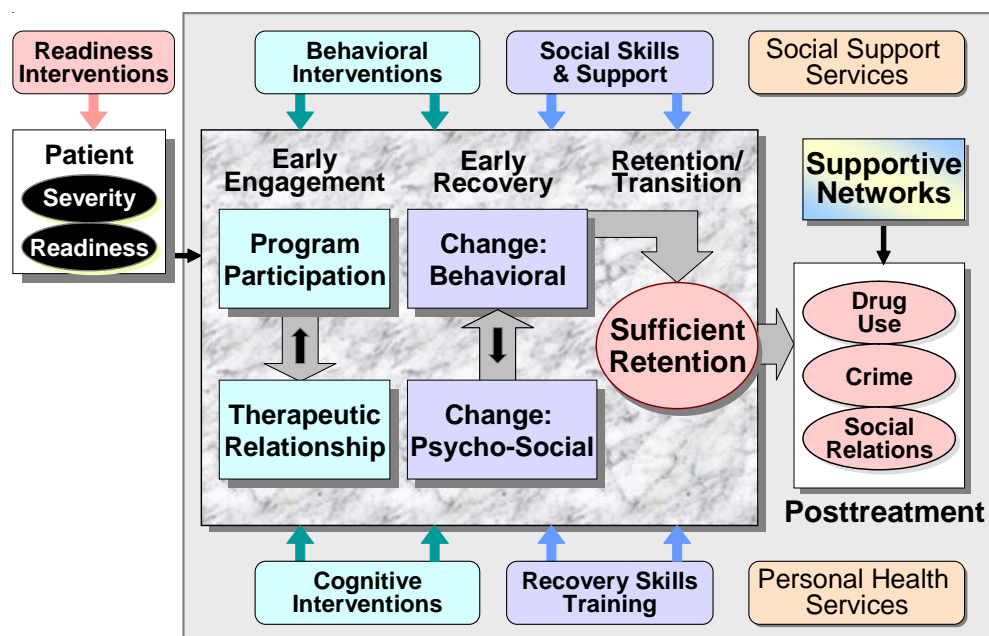 Readiness
Interventions
Behavioral
Interventions
Social Skills
& Support
Social Support
Services
Patient
Severity
Readiness
Early
Engagement
Early
Recovery
Retention/
Transition
Supportive
Networks
Program
Participation
Change:
Behavioral
Sufficient
Retention
Therapeutic
Relationship
Change:
Psycho-Social
Drug
Use
Crime
Social
Relations
Posttreatment
Cognitive
Interventions
Recovery Skills
Training
Personal Health
Services